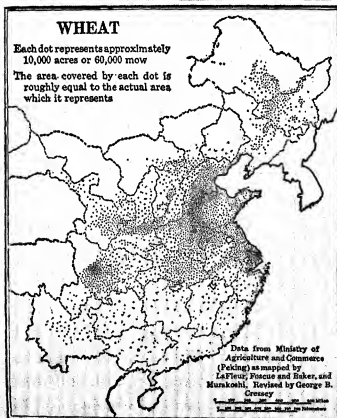 WHEAT
Each dot represents approximately
10,000 acres or 60,000 mow
The area covered by each dot is
roughly equal to the actual area
which it represents
Data from Ministry of
Agriculture and Commerce
(Peking) as mapped by
LaFleur, Foscue and Baker, and
Murakoshi, Revised by George B.
Cressey